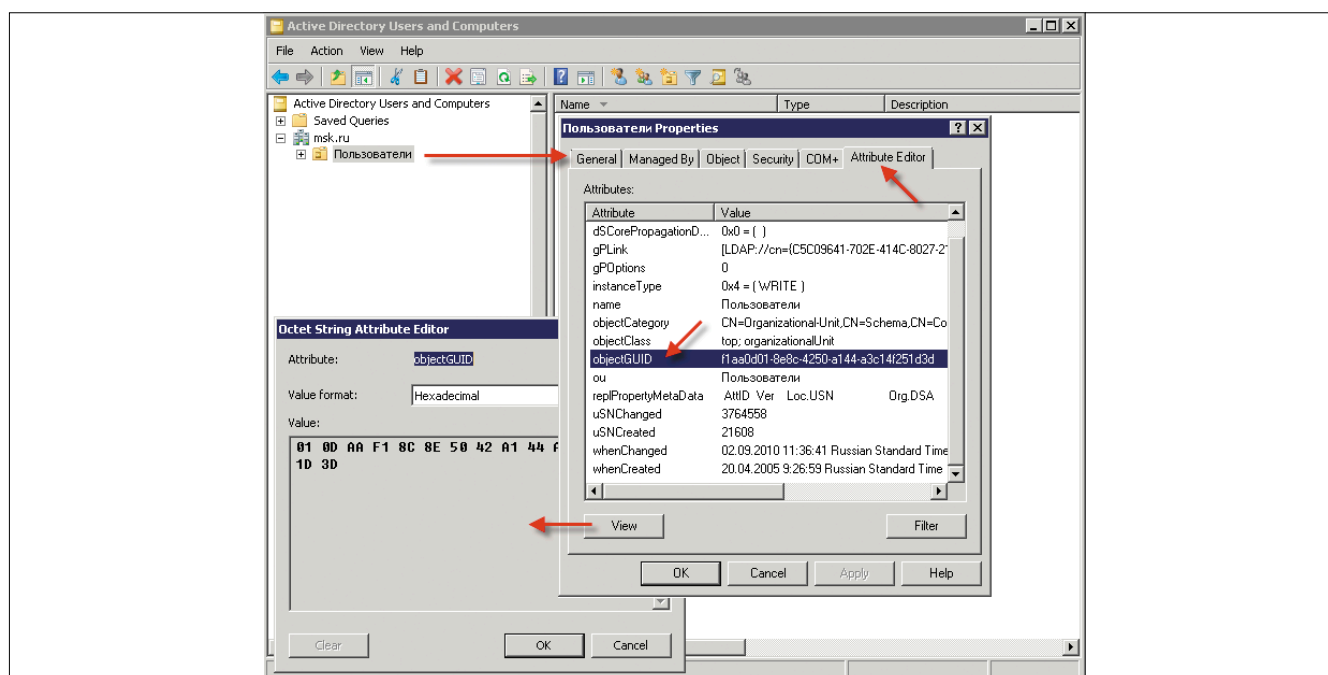 Active Directory Users and Computers
File Action View Help
Active Directory Users and Computers
Saved Queries
msk.ru
Пользователи
Name Type Description
Пользователи Properties
General Managed By Object Security COM+ Attribute Editor
Attributes:
Attribute Value
dSCorePropagationD... 0x0 = ( )
gPLink [LDAP://cn={C5C09641-702E-414C-8027-2
gPOptions 0
instanceType 0x4 = ( WRITE )
name Пользователи
objectCategory CN=Organizational-Unit,CN=Schema,CN=Co
objectClass top; organizationalUnit
objectGUID f1aa0d01-8e8c-4250-a144-a3c14f251d3d
ou Пользователи
replPropertyMetaData AttID Ver Loc.USN Org.DSA
uSNChanged 3764558
uSNCreated 21608
whenChanged 02.09.2010 11:36:41 Russian Standard Time
whenCreated 20.04.2005 9:26:59 Russian Standard Time
View Filter
OK Cancel Apply Help
Octet String Attribute Editor
Attribute: objectGUID
Value format: Hexadecimal
Value:
01 0D AA F1 8C 8E 50 42 A1 44
1D 3D
Clear OK Cancel